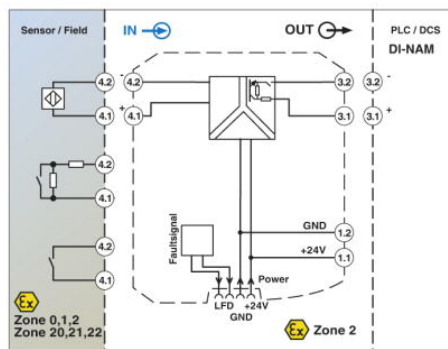 Sensor / Field
IN
OUT
PLC / DCS
DI-NAM
4.2
-
4.2
3.2
3.2
-
4.1
+
4.1
3.1
3.1
+
4.2
4.1
Faultsignal
GND
1.2
4.2
+24V
1.1
4.1
Power
LFD
+24V
GND
Ex
Zone 0,1,2
Zone 20,21,22
Ex
Zone 2